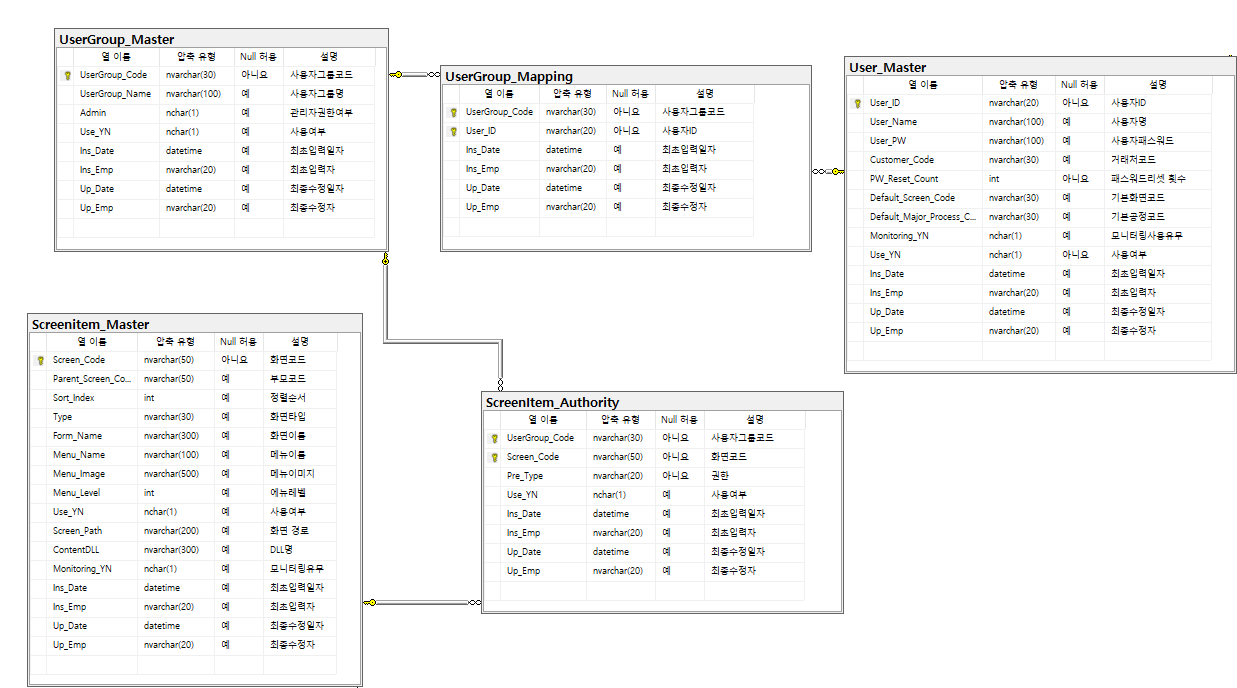 UserGroup_Master
열 이름 압축 유형 Null 허용 설명
UserGroup_Code nvarchar(30) 아니요 사용자그룹코드
UserGroup_Name nvarchar(100) 예 사용자그룹명
Admin nchar(1) 예 관리자권한여부
Use_YN nchar(1) 예 사용여부
Ins_Date datetime 예 최초입력일자
Ins_Emp nvarchar(20) 예 최초입력자
Up_Date datetime 예 최종수정일자
Up_Emp nvarchar(20) 예 최종수정자
UserGroup_Mapping
열 이름 압축 유형 Null 허용 설명
UserGroup_Code nvarchar(30) 아니요 사용자그룹코드
User_ID nvarchar(20) 아니요 사용자ID
Ins_Date datetime 예 최초입력일자
Ins_Emp nvarchar(20) 예 최초입력자
Up_Date datetime 예 최종수정일자
Up_Emp nvarchar(20) 예 최종수정자
User_Master
열 이름 압축 유형 Null 허용 설명
User_ID nvarchar(20) 아니요 사용자ID
User_Name nvarchar(100) 예 사용자명
User_PW nvarchar(100) 예 사용자패스워드
Customer_Code nvarchar(30) 예 거래저코드
PW_Reset_Count int 아니요 패스워드리셋 횟수
Default_Screen_Code nvarchar(30) 예 기본화면코드
Default_Major_Process_C... nvarchar(30) 예 기본공정코드
Monitoring_YN nchar(1) 예 모니터링사용유무
Use_YN nchar(1) 아니요 사용여부
Ins_Date datetime 예 최초입력일자
Ins_Emp nvarchar(20) 예 최초입력자
Up_Date datetime 예 최종수정일자
Up_Emp nvarchar(20) 예 최종수정자
Screenitem_Master
열 이름 압축 유형 Null 허용 설명
Screen_Code nvarchar(50) 아니요 화면코드
Parent_Screen_Co... nvarchar(50) 예 부모코드
Sort_Index int 예 정렬순서
Type nvarchar(30) 예 화면타입
Form_Name nvarchar(300) 예 화면이름
Menu_Name nvarchar(100) 예 메뉴이름
Menu_Image nvarchar(500) 예 메뉴이미지
Menu_Level int 예 에뉴레벨
Use_YN nchar(1) 예 사용여부
Screen_Path nvarchar(200) 예 화면 경로
ContentDLL nvarchar(300) 예 DLL명
Monitoring_YN nchar(1) 예 모니터링유무
Ins_Date datetime 예 최초입력일자
Ins_Emp nvarchar(20) 예 최초입력자
Up_Date datetime 예 최종수정일자
Up_Emp nvarchar(20) 예 최종수정자
ScreenItem_Authority
열 이름 압축 유형 Null 허용 설명
UserGroup_Code nvarchar(30) 아니요 사용자그룹코드
Screen_Code nvarchar(50) 아니요 화면코드
Pre_Type nvarchar(20) 아니요 권한
Use_YN nchar(1) 예 사용여부
Ins_Date datetime 예 최초입력일자
Ins_Emp nvarchar(20) 예 최초입력자
Up_Date datetime 예 최종수정일자
Up_Emp nvarchar(20) 예 최종수정자